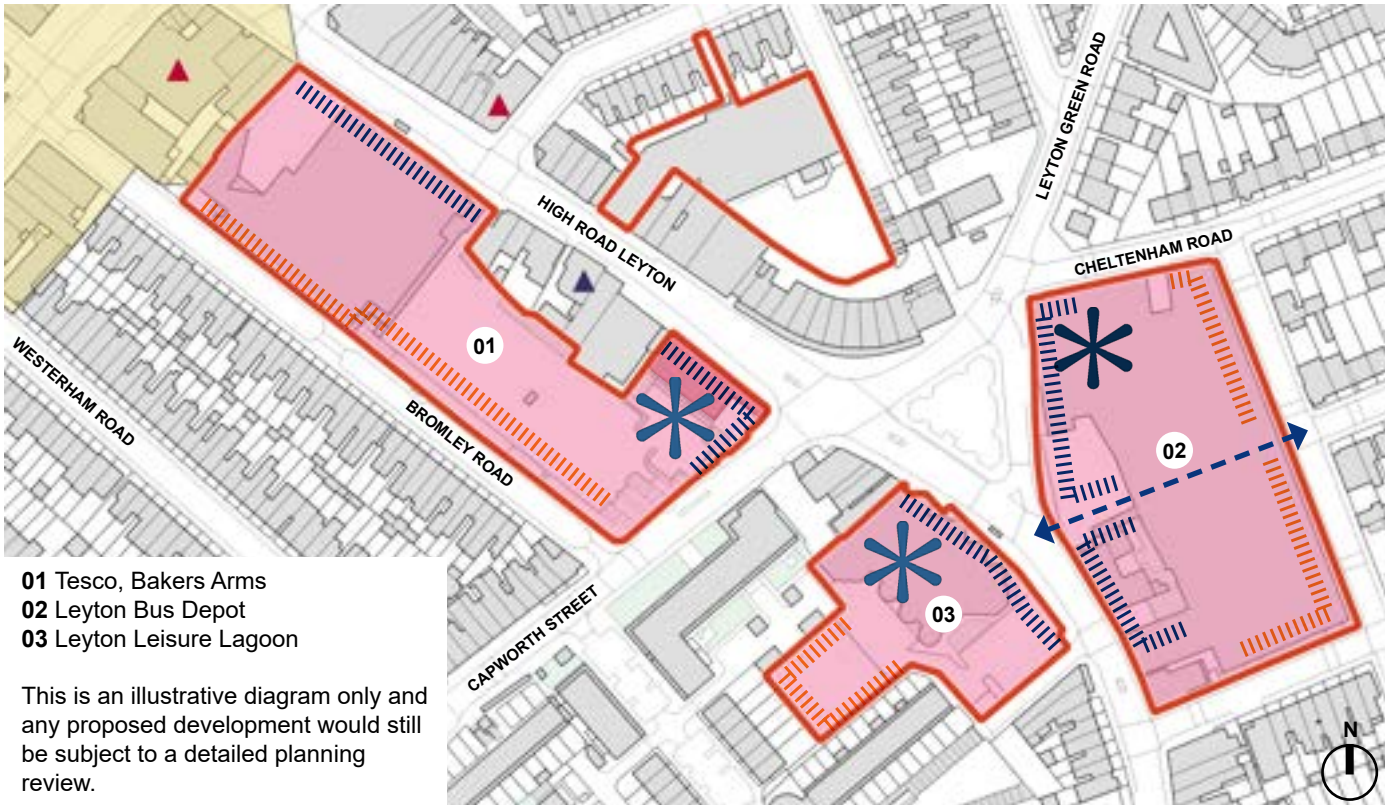 LEYTON GREEN ROAD
HIGH ROAD LEYTON
CHELTENHAM ROAD
01
02
WESTERHAM ROAD
BROMLEY ROAD
03
CAPWORTH STREET
01 Tesco, Bakers Arms
02 Leyton Bus Depot
03 Leyton Leisure Lagoon
This is an illustrative diagram only and
any proposed development would still
be subject to a detailed planning
review.
N